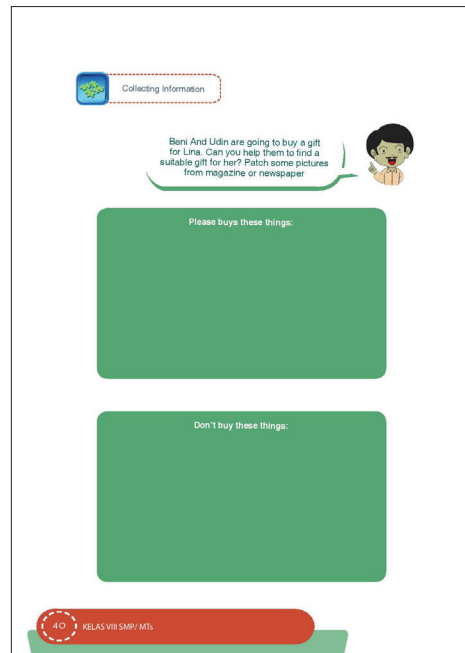 Collecting Information
Beni And Udin are going to buy a gift
for Lina. Can you help them to find a
suitable gift for her? Patch some pictures
from magazine or newspaper
Please buys these things:
Don't buy these things:
40 KELAS VIII SMP/ MTs